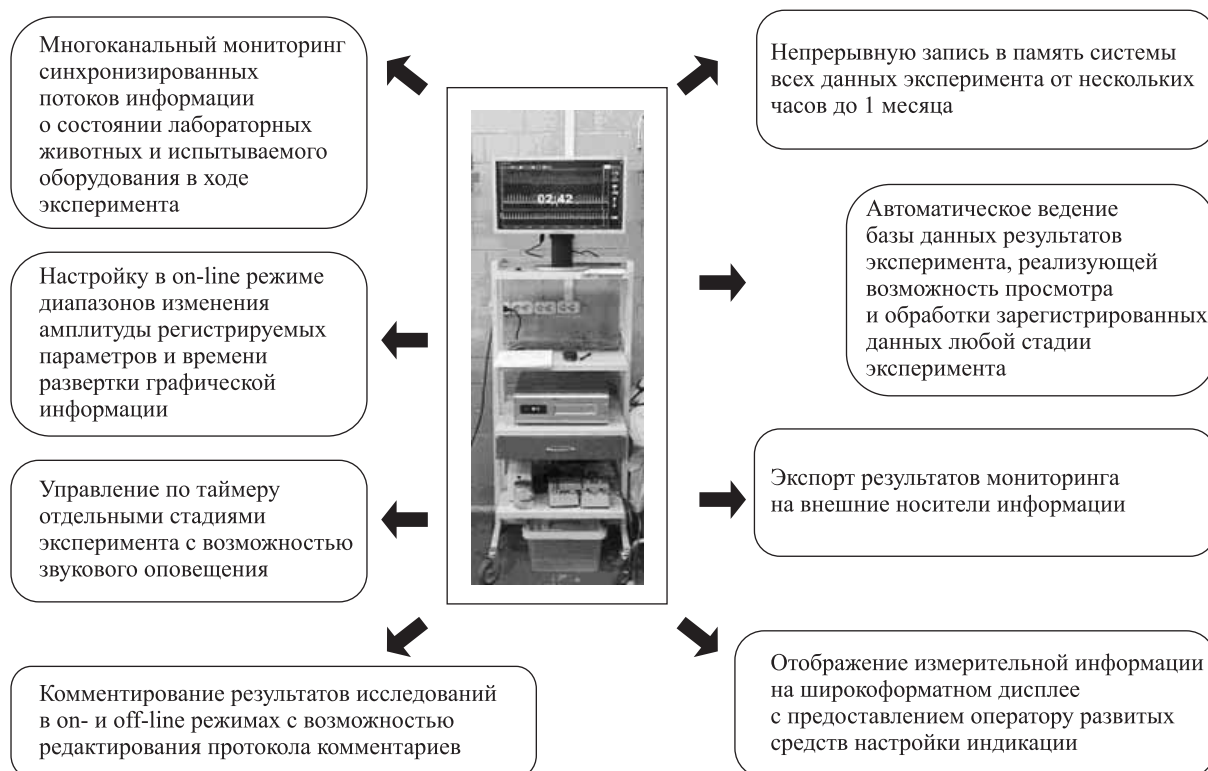 Многоканальный мониторинг
синхронизированных
потоков информации
о состоянии лабораторных
животных и испытываемого
оборудования в ходе
эксперимента
Настройку в on-line режиме
диапазонов изменения
амплитуды регистрируемых
параметров и времени
развертки графической
информации
Управление по таймеру
отдельными стадиями
эксперимента с возможностью
звукового оповещения
Комментирование результатов исследований
в on- и off-line режимах с возможностью
редактирования протокола комментариев
02:42
Непрерывную запись в память системы
всех данных эксперимента от нескольких
часов до 1 месяца
Автоматическое ведение
базы данных результатов
эксперимента, реализующей
возможность просмотра
и обработки зарегистрированных
данных любой стадии
эксперимента
Экспорт результатов мониторинга
на внешние носители информации
Отображение измерительной информации
на широкоформатном дисплее
с предоставлением оператору развитых
средств настройки индикации